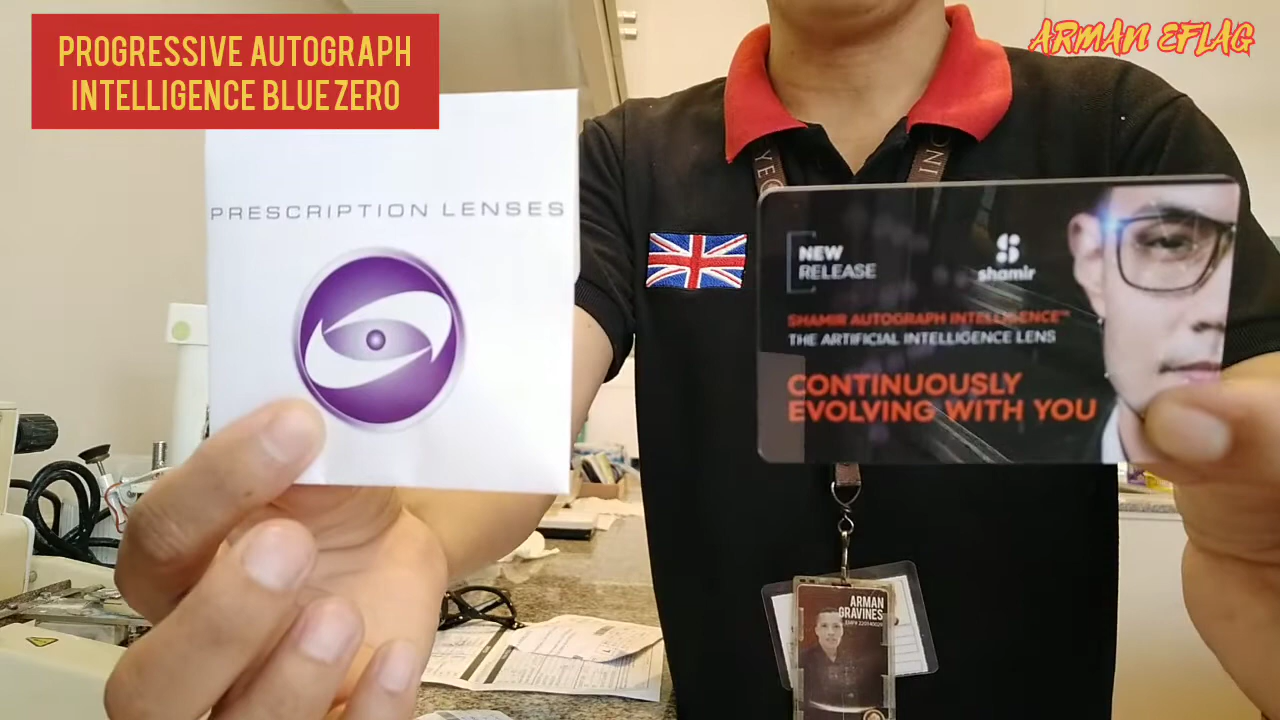 PROGRESSIVE AUTOGRAPH
INTELLIGENCE BLUE ZERO
ARMAN EFLAG
PRESCRIPTION LENSES
NEW
RELEASE
shamir
SHAMIR AUTOGRAPH INTELLIGENCE™
THE ARTIFICIAL INTELLIGENCE LENS
CONTINUOUSLY
EVOLVING WITH YOU
ARMAN
GRAVINES